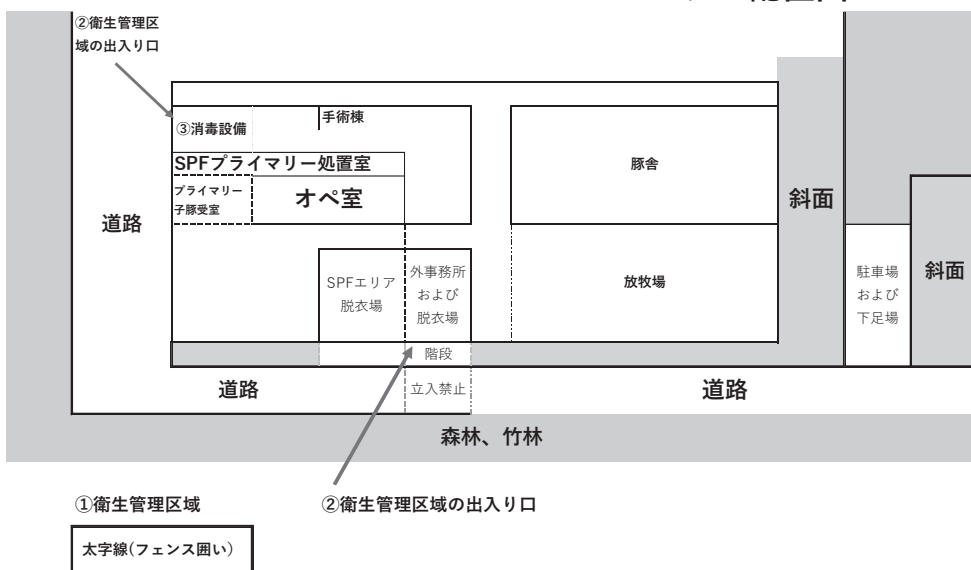 ②衛生管理区
域の出入り口
③消毒設備
手術棟
SPFプライマリー処置室
プライマリー
子豚受室
オペ室
豚舎
斜面
道路
SPFエリア
脱衣場
外事務所
および
脱衣場
放牧場
駐車場
および
下足場
斜面
階段
道路
立入禁止
道路
森林、竹林
①衛生管理区域
②衛生管理区域の出入り口
太字線(フェンス囲い)